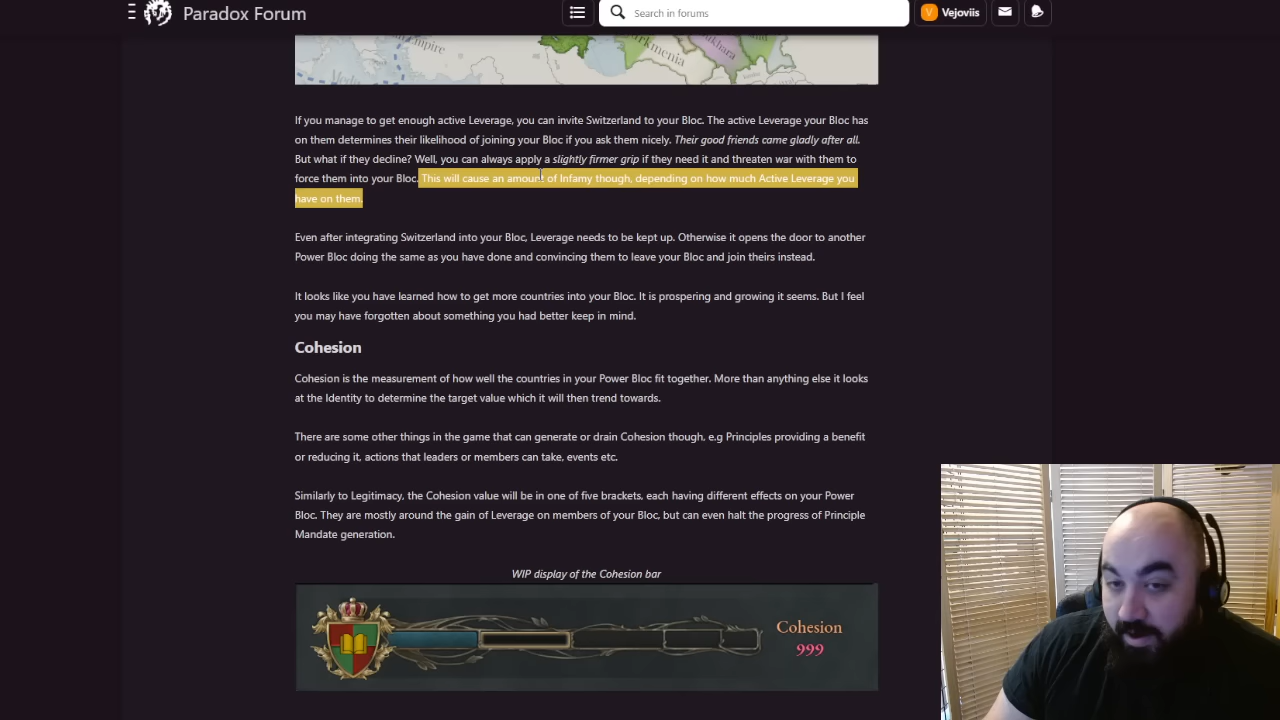 Paradox Forum
Search in forums
V Vejoviis
Empire
Turkmenia
If you manage to get enough active Leverage, you can invite Switzerland to your Bloc. The active Leverage your Bloc has
on them determines their likelihood of joining your Bloc if you ask them nicely. Their good friends came gladly after all.
But what if they decline? Well, you can always apply a slightly firmer grip if they need it and threaten war with them to
force them into your Bloc. This will cause an amount of Infamy though, depending on how much Active Leverage you
have on them.
Even after integrating Switzerland into your Bloc, Leverage needs to be kept up. Otherwise it opens the door to another
Power Bloc doing the same as you have done and convincing them to leave your Bloc and join theirs instead.
It looks like you have learned how to get more countries into your Bloc. It is prospering and growing it seems. But I feel
you may have forgotten about something you had better keep in mind.
Cohesion
Cohesion is the measurement of how well the countries in your Power Bloc fit together. More than anything else it looks
at the Identity to determine the target value which it will then trend towards.
There are some other things in the game that can generate or drain Cohesion though, e.g Principles providing a benefit
or reducing it, actions that leaders or members can take, events etc.
Similarly to Legitimacy, the Cohesion value will be in one of five brackets, each having different effects on your Power
Bloc. They are mostly around the gain of Leverage on members of your Bloc, but can even halt the progress of Principle
Mandate generation.
WIP display of the Cohesion bar
Cohesion
999